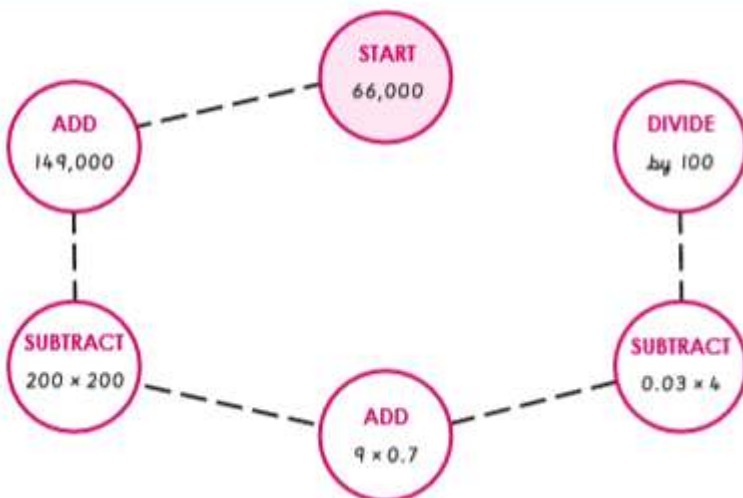 START
66,000
ADD
149,000
SUBTRACT
200 × 200
ADD
9 × 0.7
SUBTRACT
0.03 × 4
DIVIDE
by 100